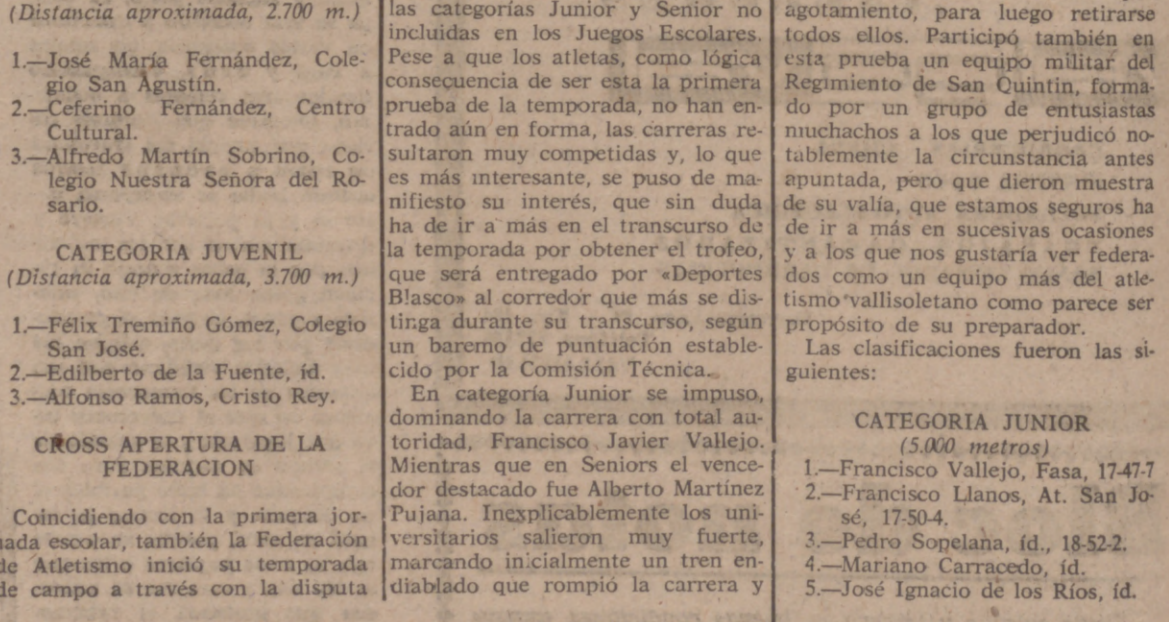 (Distancia aproximada, 2.700 m.)
1.—José María Fernández, Cole-
gio San Agustín.
2.—Ceferino Fernández, Centro
Cultural.
3.—Alfredo Martín Sobrino, Co-
legio Nuestra Señora del Ro-
sario.
CATEGORIA JUVENIL
(Distancia aproximada, 3.700 m.)
1.—Félix Tremiño Gómez, Colegio
San José.
2.—Edilberto de la Fuente, íd.
3.—Alfonso Ramos, Cristo Rey.
CROSS APERTURA DE LA
FEDERACION
Coincidiendo con la primera jor-
nada escolar, también la Federación
de Atletismo inició su temporada
de campo a través con la disputa
las categorías Junior y Senior no
incluidas en los Juegos Escolares.
Pese a que los atletas, como lógica
consecuencia de ser esta la primera
prueba de la temporada, no han en-
trado aún en forma, las carreras re-
sultaron muy competidas y, lo que
es más interesante, se puso de ma-
nifiesto su interés, que sin duda
ha de ir a más en el transcurso de
la temporada por obtener el trofeo,
que será entregado por «Deportes
Blasco» al corredor que más se dis-
tinga durante su transcurso, según
un baremo de puntuación estable-
cido por la Comisión Técnica.
En categoría Junior se impuso,
dominando la carrera con total au-
toridad, Francisco Javier Vallejo.
Mientras que en Seniors el vence-
dor destacado fue Alberto Martínez
Pujana. Inexplicablemente los uni-
versitarios salieron muy fuerte,
marcando inicialmente un tren en-
diablado que rompió la carrera y
agotamiento, para luego retirarse
todos ellos. Participó también en
esta prueba un equipo militar del
Regimiento de San Quintin, forma-
do por un grupo de entusiastas
muchachos a los que perjudicó no-
tablemente la circunstancia antes
apuntada, pero que dieron muestra
de su valía, que estamos seguros ha
de ir a más en sucesivas ocasiones
y a los que nos gustaría ver federa-
dos como un equipo más del atle-
tismo vallisoletano como parece ser
propósito de su preparador.
Las clasificaciones fueron las si-
guientes:
CATEGORIA JUNIOR
(5.000 metros)
1.—Francisco Vallejo, Fasa, 17-47-7
2.—Francisco Llanos, At. San Jo-
sé, 17-50-4.
3.—Pedro Sopelana, íd., 18-52-2.
4.—Mariano Carracedo, íd.
5.—José Ignacio de los Ríos, íd.